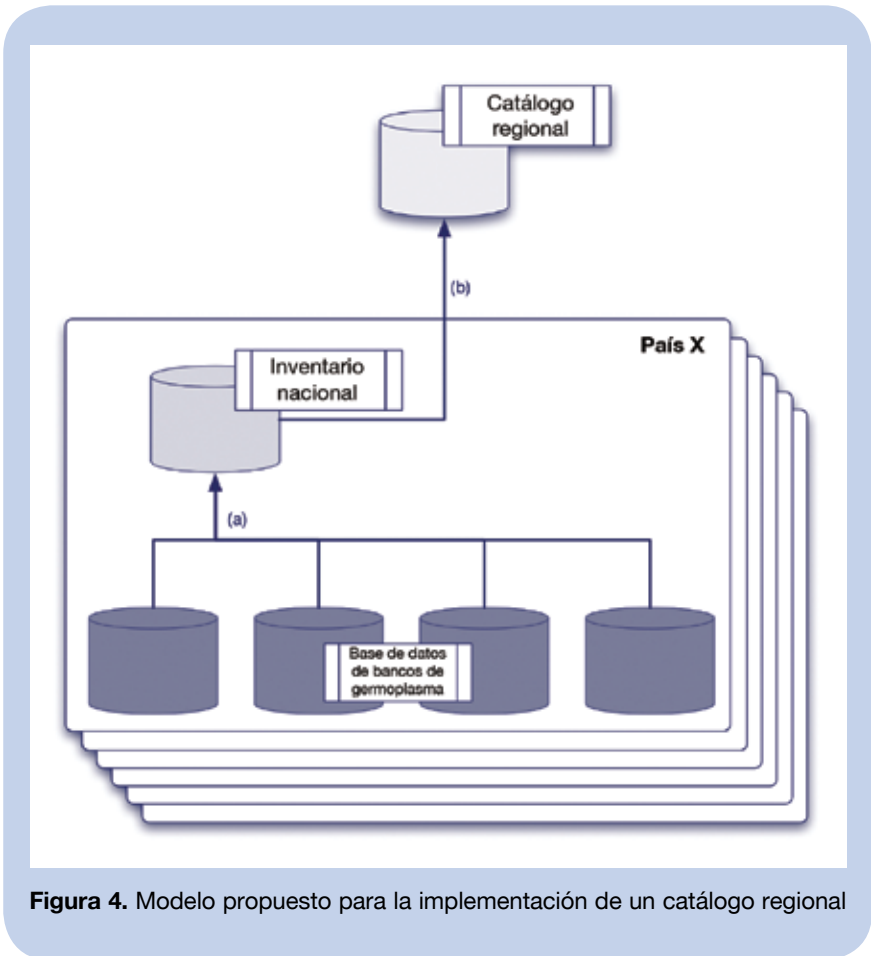 Catálogo
regional
(b)
País X
Inventario
nacional
(a)
Base de datos
de bancos de
germoplasma
Figura 4. Modelo propuesto para la implementación de un catálogo regional